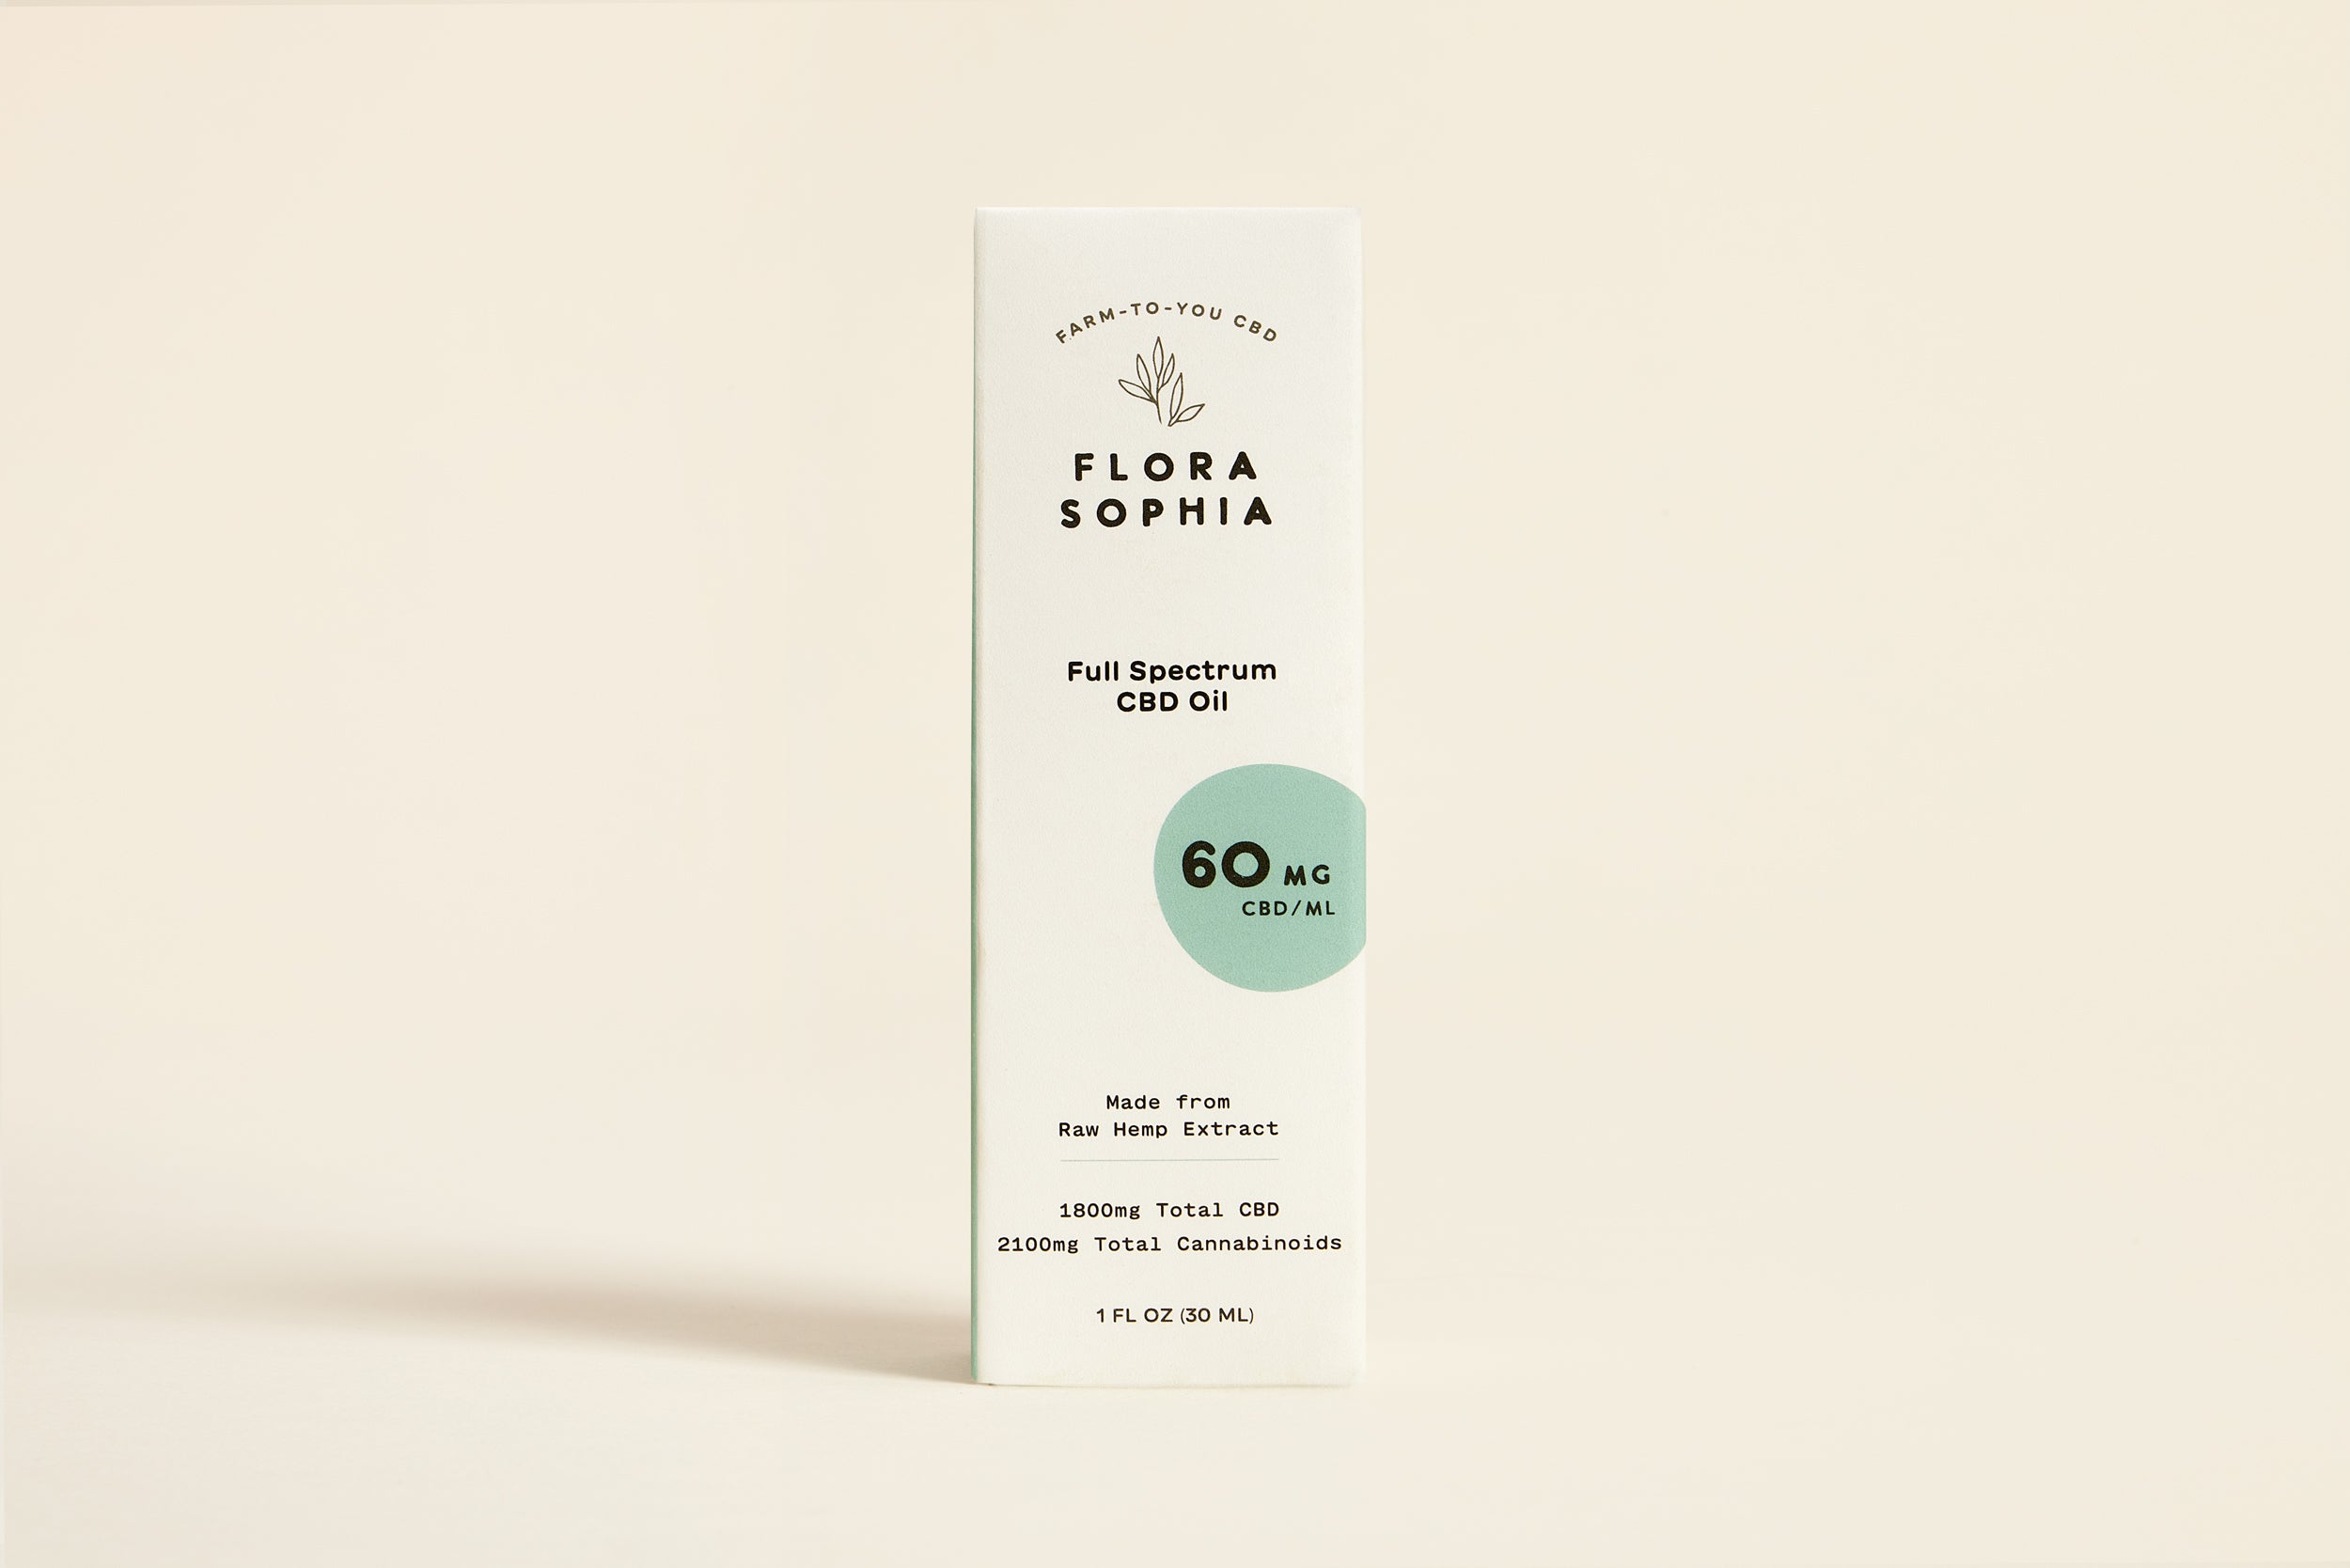 FARM-TO-YOU CBD
FLORA
SOPHIA
Full Spectrum
CBD Oil
60 MG
CBD/ML
Made from
Raw Hemp Extract
1800mg Total CBD
2100mg Total Cannabinoids
1 FL OZ (30 ML)